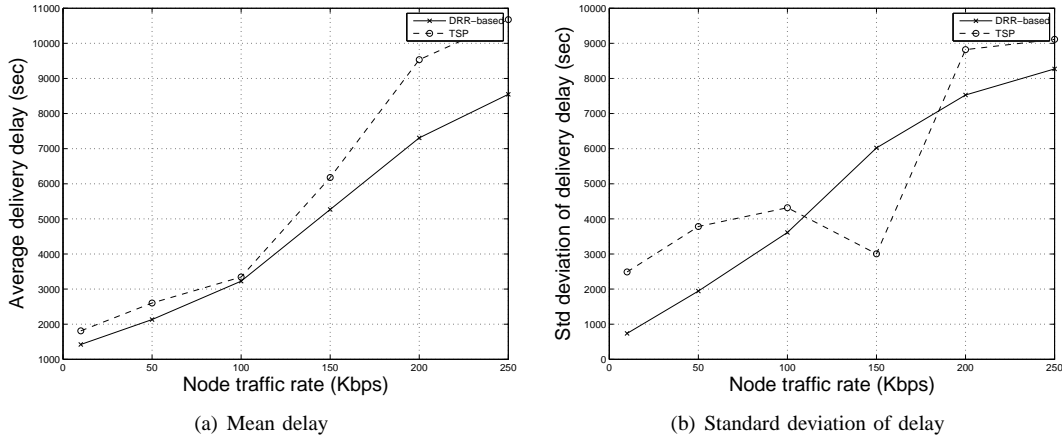 11000
10000
9000
8000
7000
6000
5000
4000
3000
2000
1000
0 50 100 150 200 250
Average delivery delay (sec)
Node traffic rate (Kbps)
DRR−based
TSP
(a) Mean delay
10000
9000
8000
7000
6000
5000
4000
3000
2000
1000
0
0 50 100 150 200 250
Std deviation of delivery delay (sec)
Node traffic rate (Kbps)
DRR−based
TSP
(b) Standard deviation of delay